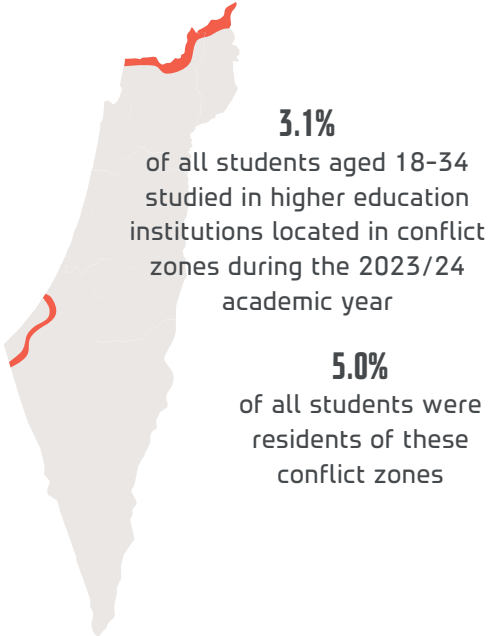 3.1%
of all students aged 18-34
studied in higher education
institutions located in conflict
zones during the 2023/24
academic year
5.0%
of all students were
residents of these
conflict zones